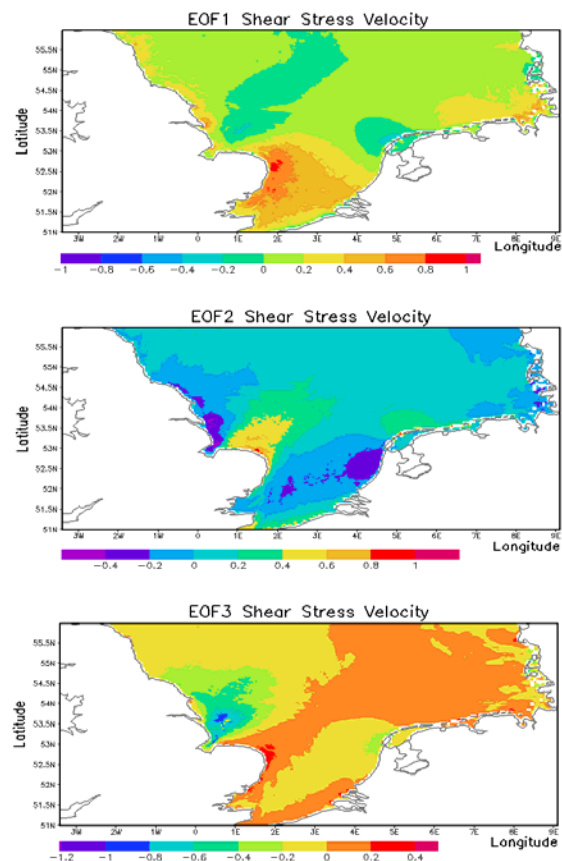 EOF1 Shear Stress Velocity
Latitude
55.5N
55N
54.5N
54N
53.5N
53N
52.5N
52N
51.5N
51N
3W 2W 1W 0 1E 2E 3E 4E 5E 6E 7E 8E 9E
Longitude
-1 -0.8 -0.6 -0.4 -0.2 0 0.2 0.4 0.6 0.8 1
EOF2 Shear Stress Velocity
Latitude
55.5N
55N
54.5N
54N
53.5N
53N
52.5N
52N
51.5N
51N
3W 2W 1W 0 1E 2E 3E 4E 5E 6E 7E 8E 9E
Longitude
-0.4 -0.2 0 0.2 0.4 0.6 0.8 1
EOF3 Shear Stress Velocity
Latitude
55.5N
55N
54.5N
54N
53.5N
53N
52.5N
52N
51.5N
51N
3W 2W 1W 0 1E 2E 3E 4E 5E 6E 7E 8E 9E
Longitude
-1.2 -1 -0.8 -0.6 -0.4 -0.2 0 0.2 0.4